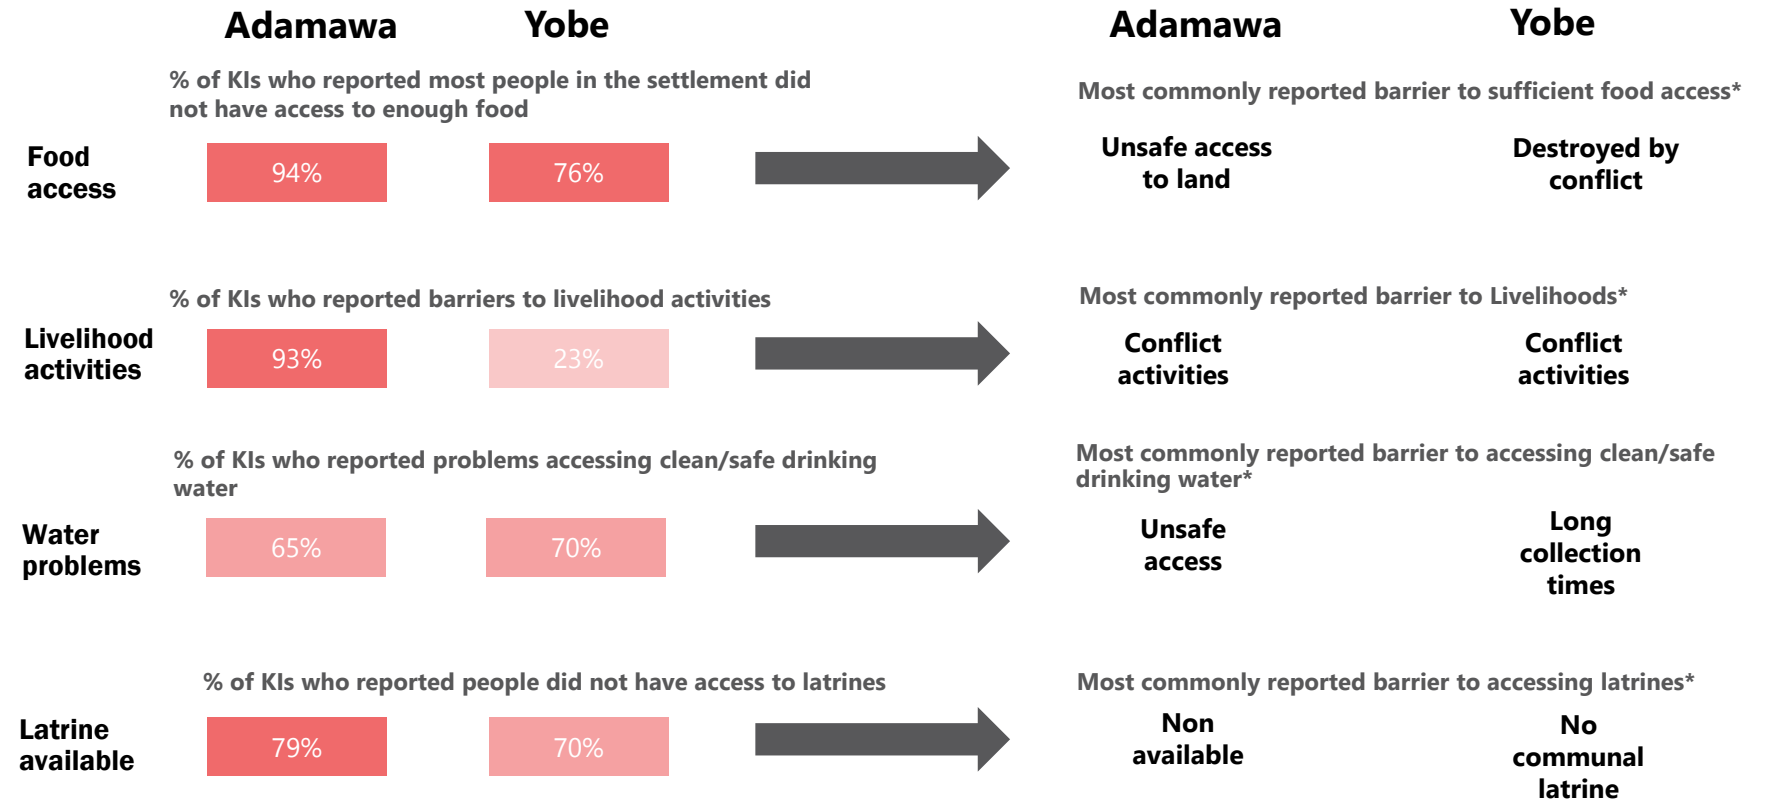 Adamawa
Yobe
Adamawa
Yobe
% of KIs who reported most people in the settlement did
not have access to enough food
Most commonly reported barrier to sufficient food access*
Food
access
94%
76%
Unsafe access
to land
Destroyed by
conflict
% of KIs who reported barriers to livelihood activities
Most commonly reported barrier to Livelihoods*
Livelihood
activities
93%
23%
Conflict
activities
Conflict
activities
% of KIs who reported problems accessing clean/safe drinking
water
Most commonly reported barrier to accessing clean/safe
drinking water*
Water
problems
65%
70%
Unsafe
access
Long
collection
times
% of KIs who reported people did not have access to latrines
Most commonly reported barrier to accessing latrines*
Latrine
available
79%
70%
Non
available
No
communal
latrine